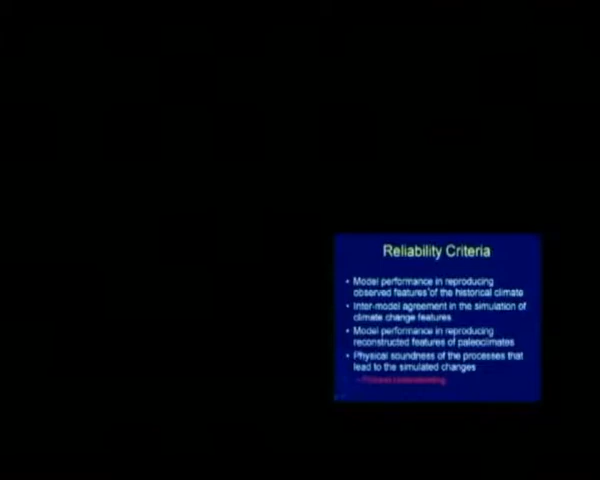 Reliability Criteria
• Model performance in reproducing
observed features of the historical climate
• Inter-model agreement in the simulation of
climate change features
• Model performance in reproducing
reconstructed features of paleoclimates
• Physical soundness of the processes that
lead to the simulated changes
– Process understanding